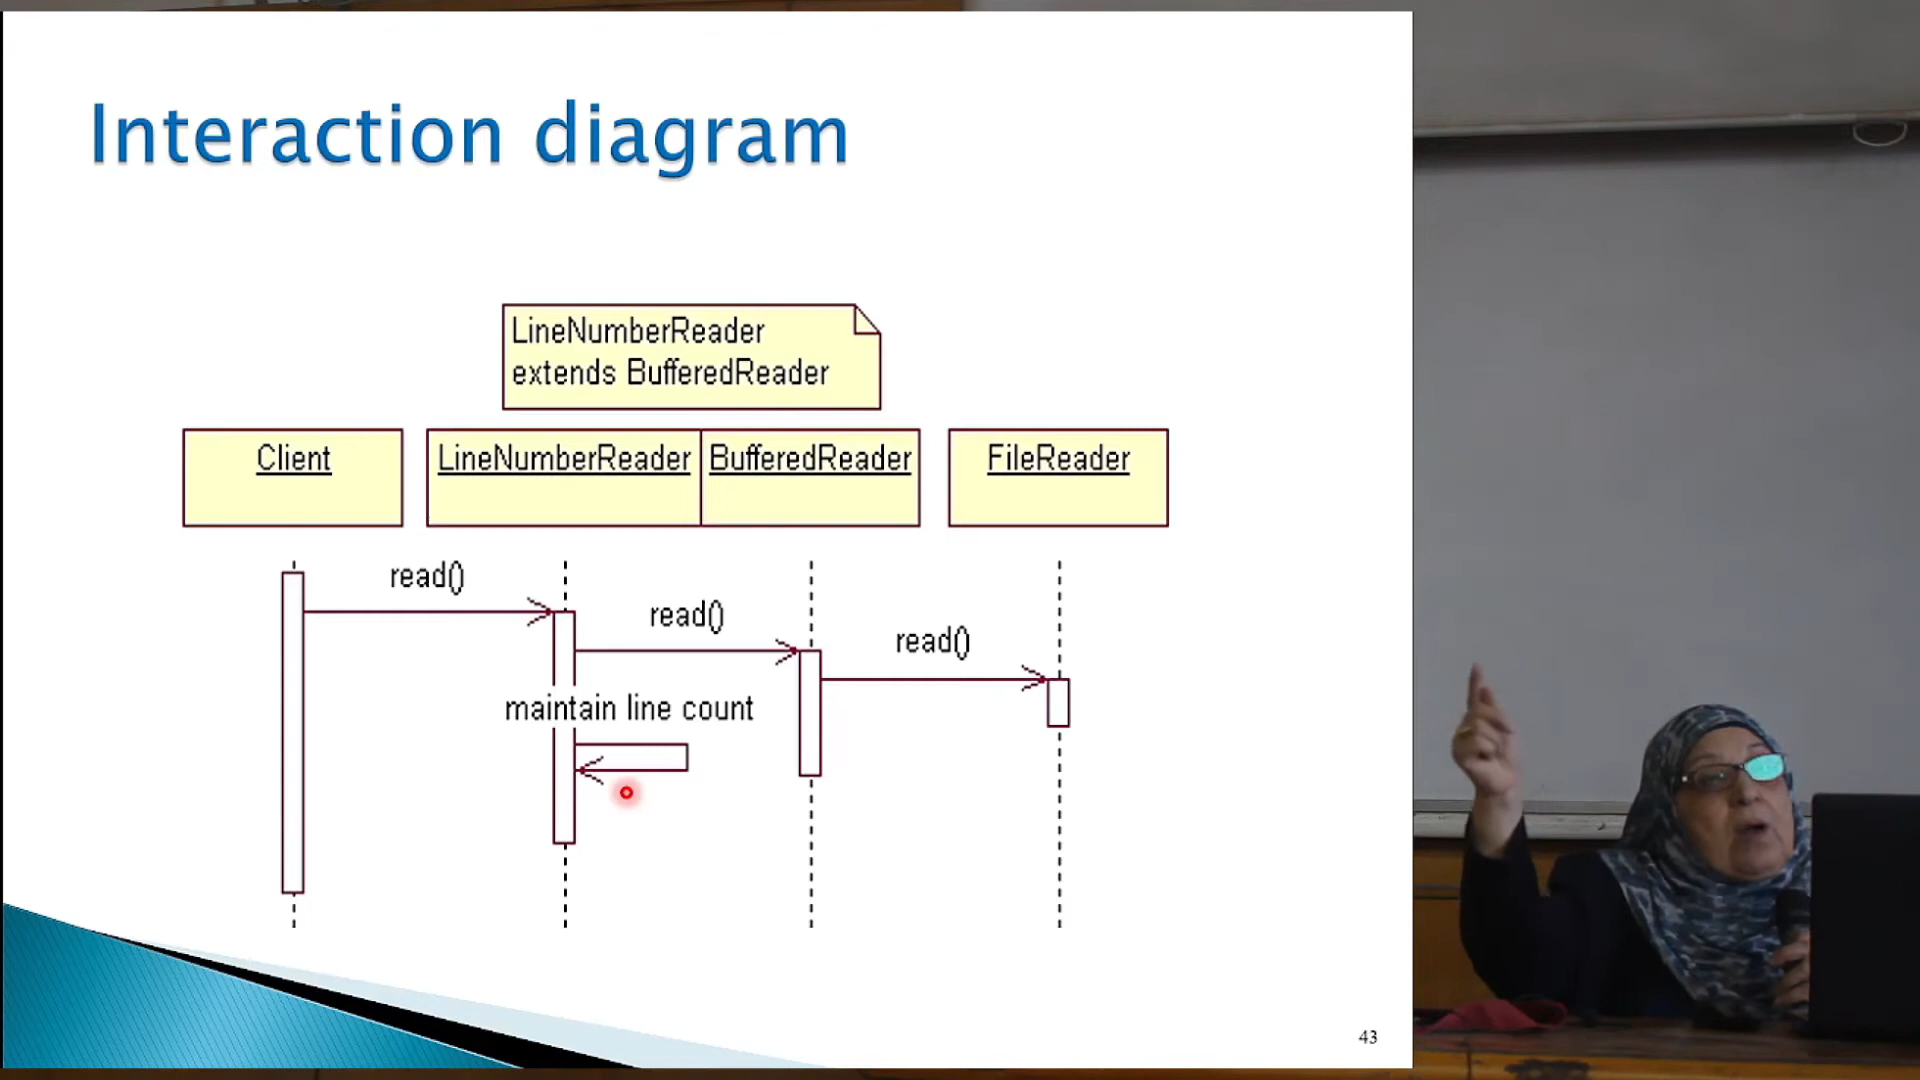 Interaction diagram
LineNumberReader
extends BufferedReader
Client
LineNumberReader
BufferedReader
FileReader
read()
read()
read()
maintain line count
43